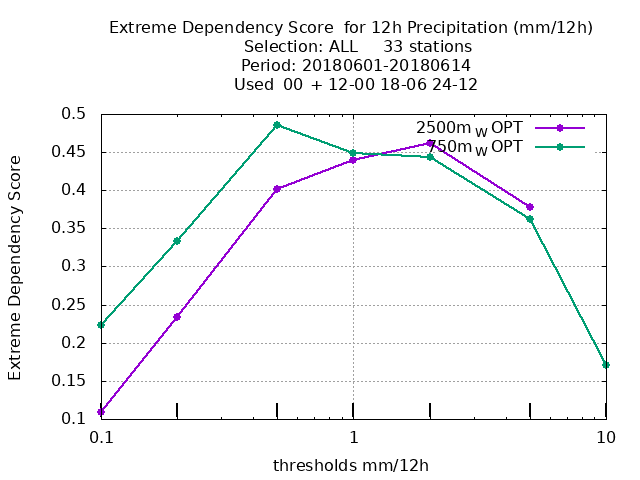 Extreme Dependency Score  for 12h Precipitation (mm/12h)
Selection: ALL     33 stations
Period: 20180601-20180614
Used  00  + 12-00 18-06 24-12
2500m W OPT
750m W OPT
0.5
0.45
0.4
0.35
0.3
0.25
0.2
0.15
0.1
Extreme Dependency Score
0.1 1 10
thresholds mm/12h